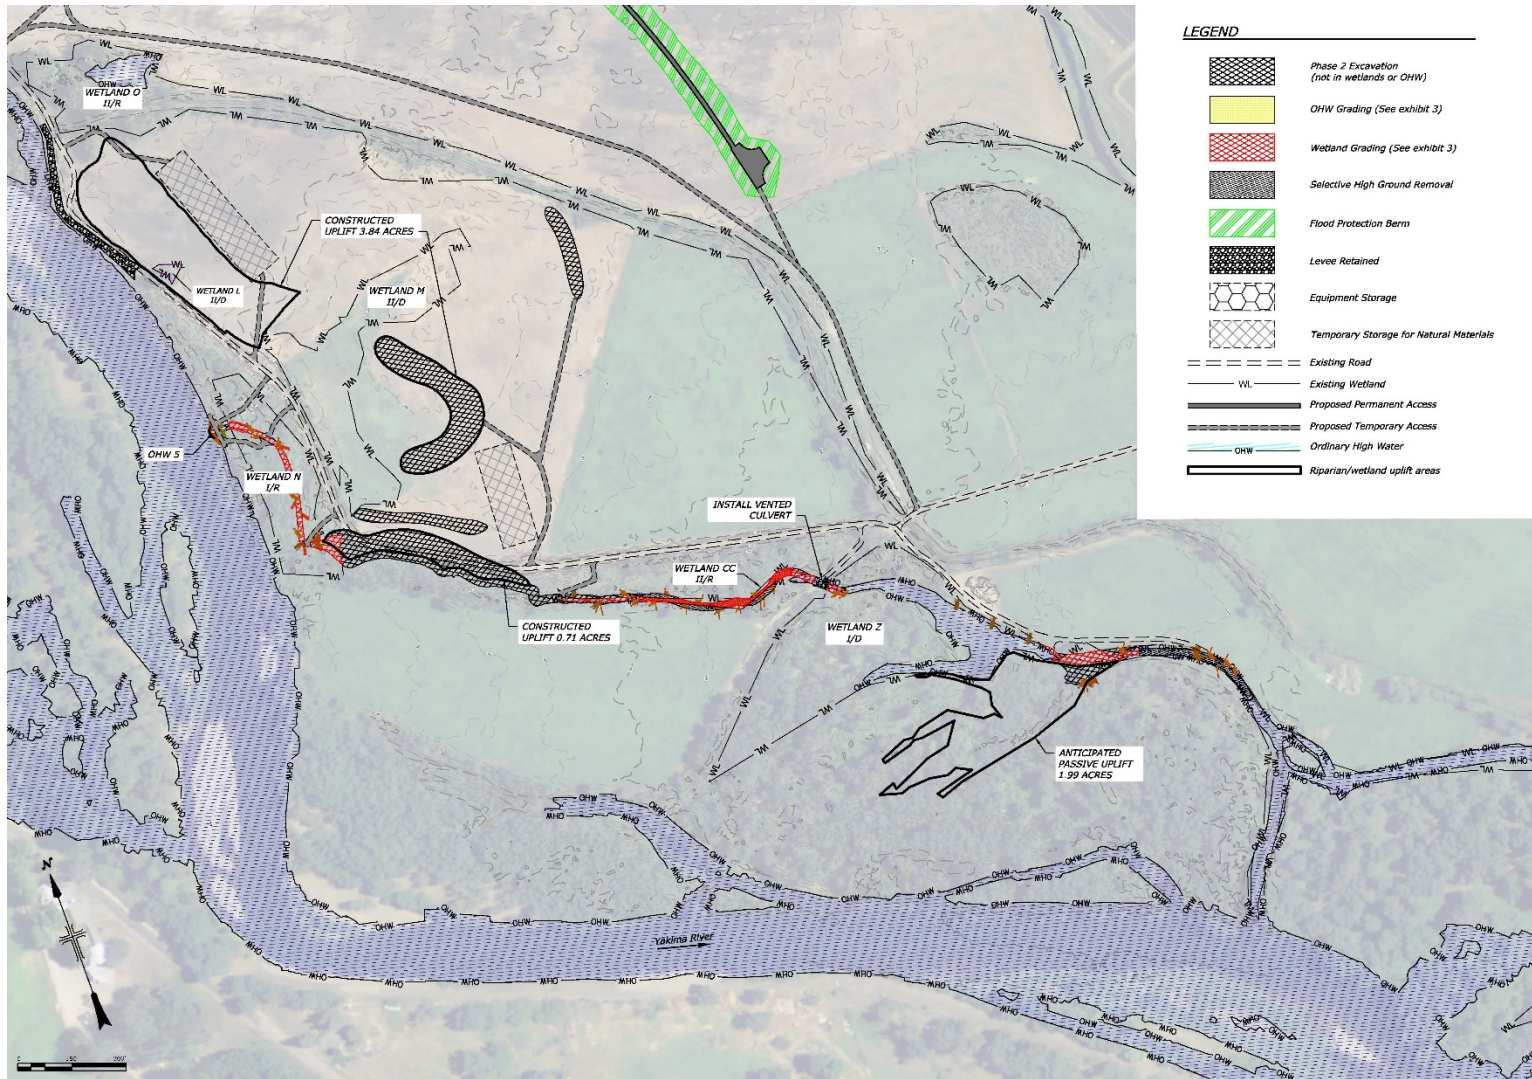 LEGEND
Phase 2 Excavation
(not in wetlands or OHW)
OHW Grading (See exhibit 3)
Wetland Grading (See exhibit 3)
Selective High Ground Removal
Flood Protection Berm
Levee Retained
Equipment Storage
Temporary Storage for Natural Materials
Existing Road
WL
Existing Wetland
Proposed Permanent Access
Proposed Temporary Access
OHW
Ordinary High Water
Riparian/wetland uplift areas
WETLAND O
II/R
CONSTRUCTED
UPLIFT 3.84 ACRES
WETLAND L
II/D
WETLAND M
II/D
OHW 5
WETLAND N
I/R
INSTALL VENTED
CULVERT
WETLAND CC
II/R
CONSTRUCTED
UPLIFT 0.71 ACRES
WETLAND Z
I/D
ANTICIPATED
PASSIVE UPLIFT
1.99 ACRES
Yakima River
N
0 150 300'